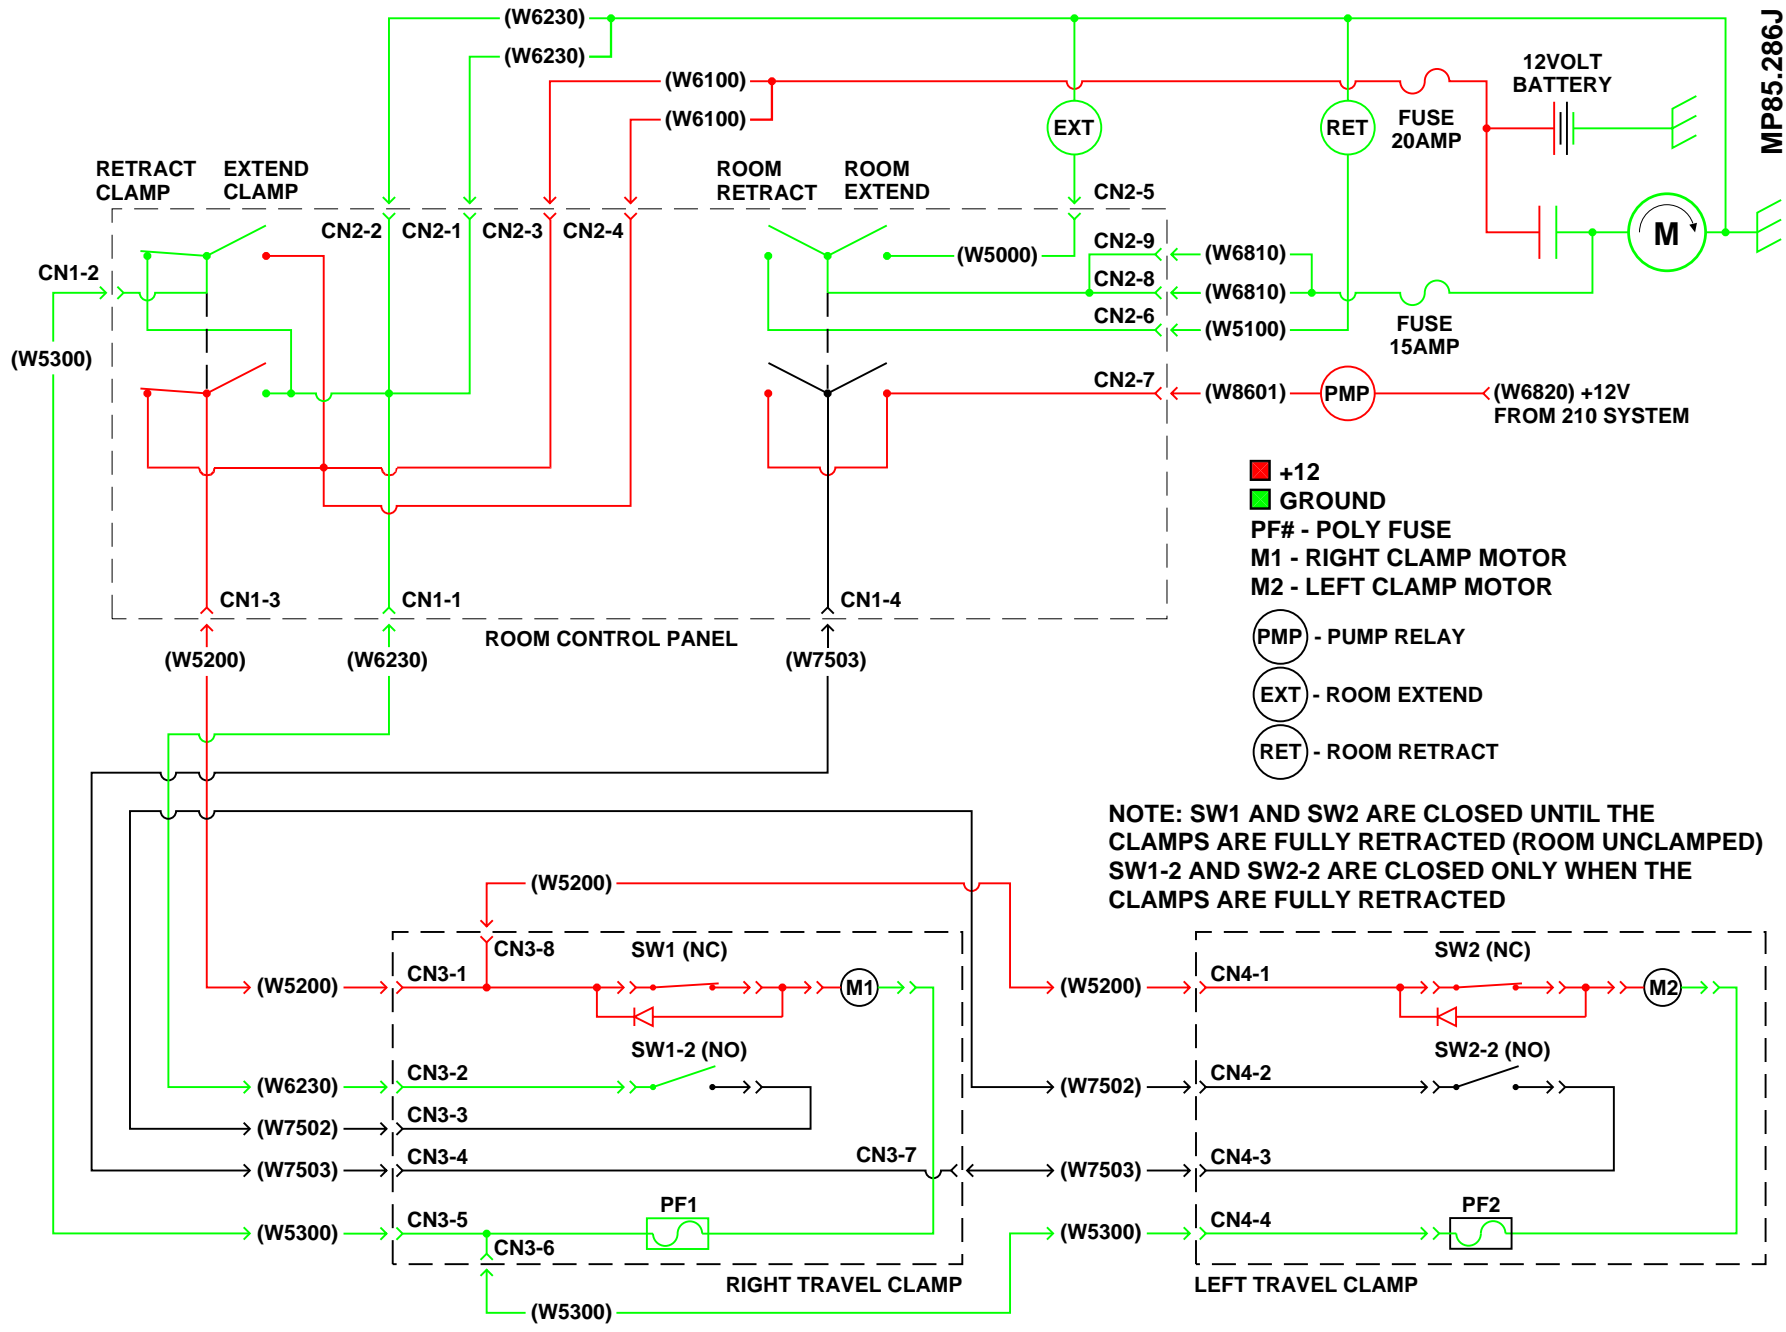 MP85.286J
(W6230)
(W6230)
(W6100)
(W6100)
EXT
RET
FUSE
20AMP
12VOLT
BATTERY
RETRACT
CLAMP
EXTEND
CLAMP
ROOM
RETRACT
ROOM
EXTEND
CN2-5
CN2-2
CN2-1
CN2-3
CN2-4
CN1-2
(W5000)
CN2-9
(W6810)
CN2-8
(W6810)
CN2-6
(W5100)
M
FUSE
15AMP
(W5300)
CN2-7
(W8601)
PMP
(W6820) +12V
FROM 210 SYSTEM
+12
GROUND
PF# - POLY FUSE
M1 - RIGHT CLAMP MOTOR
M2 - LEFT CLAMP MOTOR
PMP - PUMP RELAY
EXT - ROOM EXTEND
RET - ROOM RETRACT
CN1-3
CN1-1
CN1-4
ROOM CONTROL PANEL
(W5200)
(W6230)
(W7503)
NOTE: SW1 AND SW2 ARE CLOSED UNTIL THE
CLAMPS ARE FULLY RETRACTED (ROOM UNCLAMPED)
SW1-2 AND SW2-2 ARE CLOSED ONLY WHEN THE
CLAMPS ARE FULLY RETRACTED
(W5200)
CN3-8
SW1 (NC)
(W5200)
CN3-1
M1
SW1-2 (NO)
(W6230)
CN3-2
(W7502)
CN3-3
(W7503)
CN3-4
CN3-7
PF1
(W5300)
CN3-5
CN3-6
RIGHT TRAVEL CLAMP
(W5300)
SW2 (NC)
(W5200)
CN4-1
M2
SW2-2 (NO)
(W7502)
CN4-2
(W7503)
CN4-3
PF2
(W5300)
CN4-4
LEFT TRAVEL CLAMP